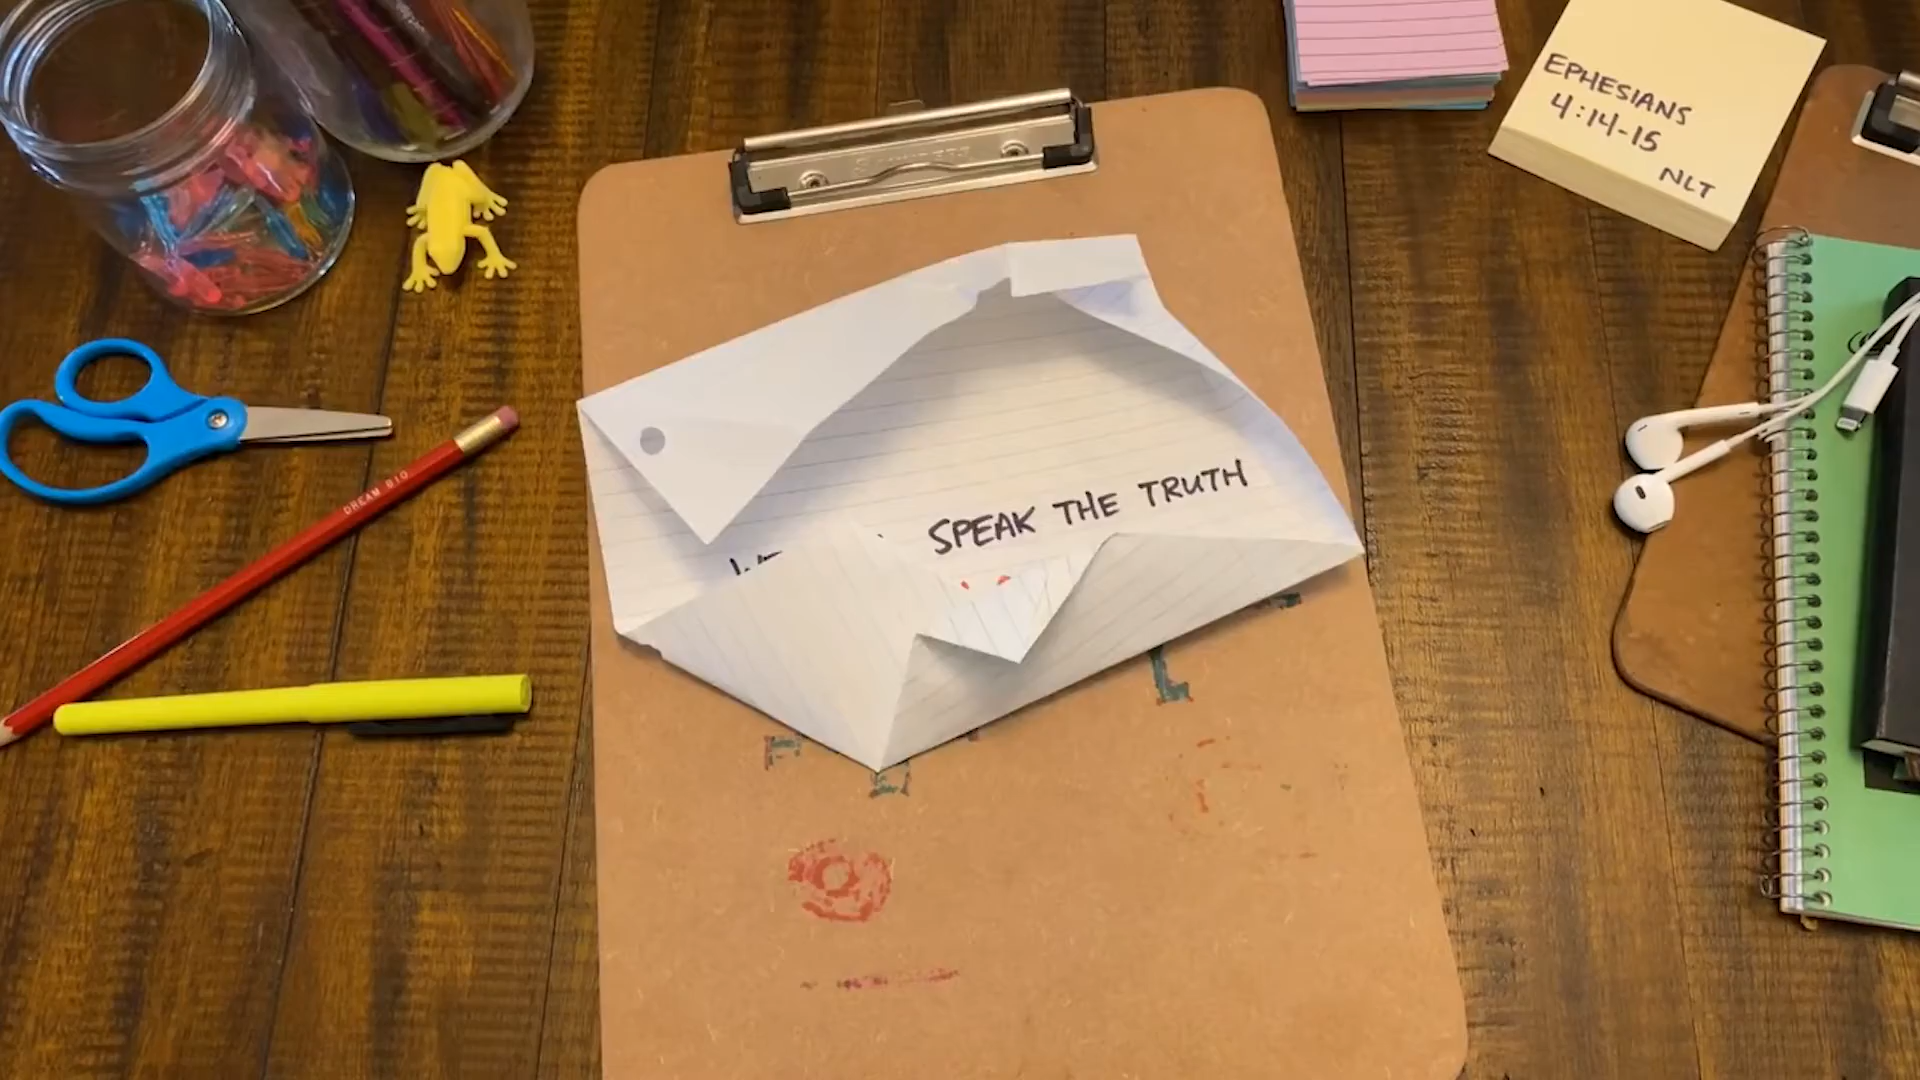 EPHESIANS
4:14-15
NLT
SPEAK THE TRUTH
DREAM BIG